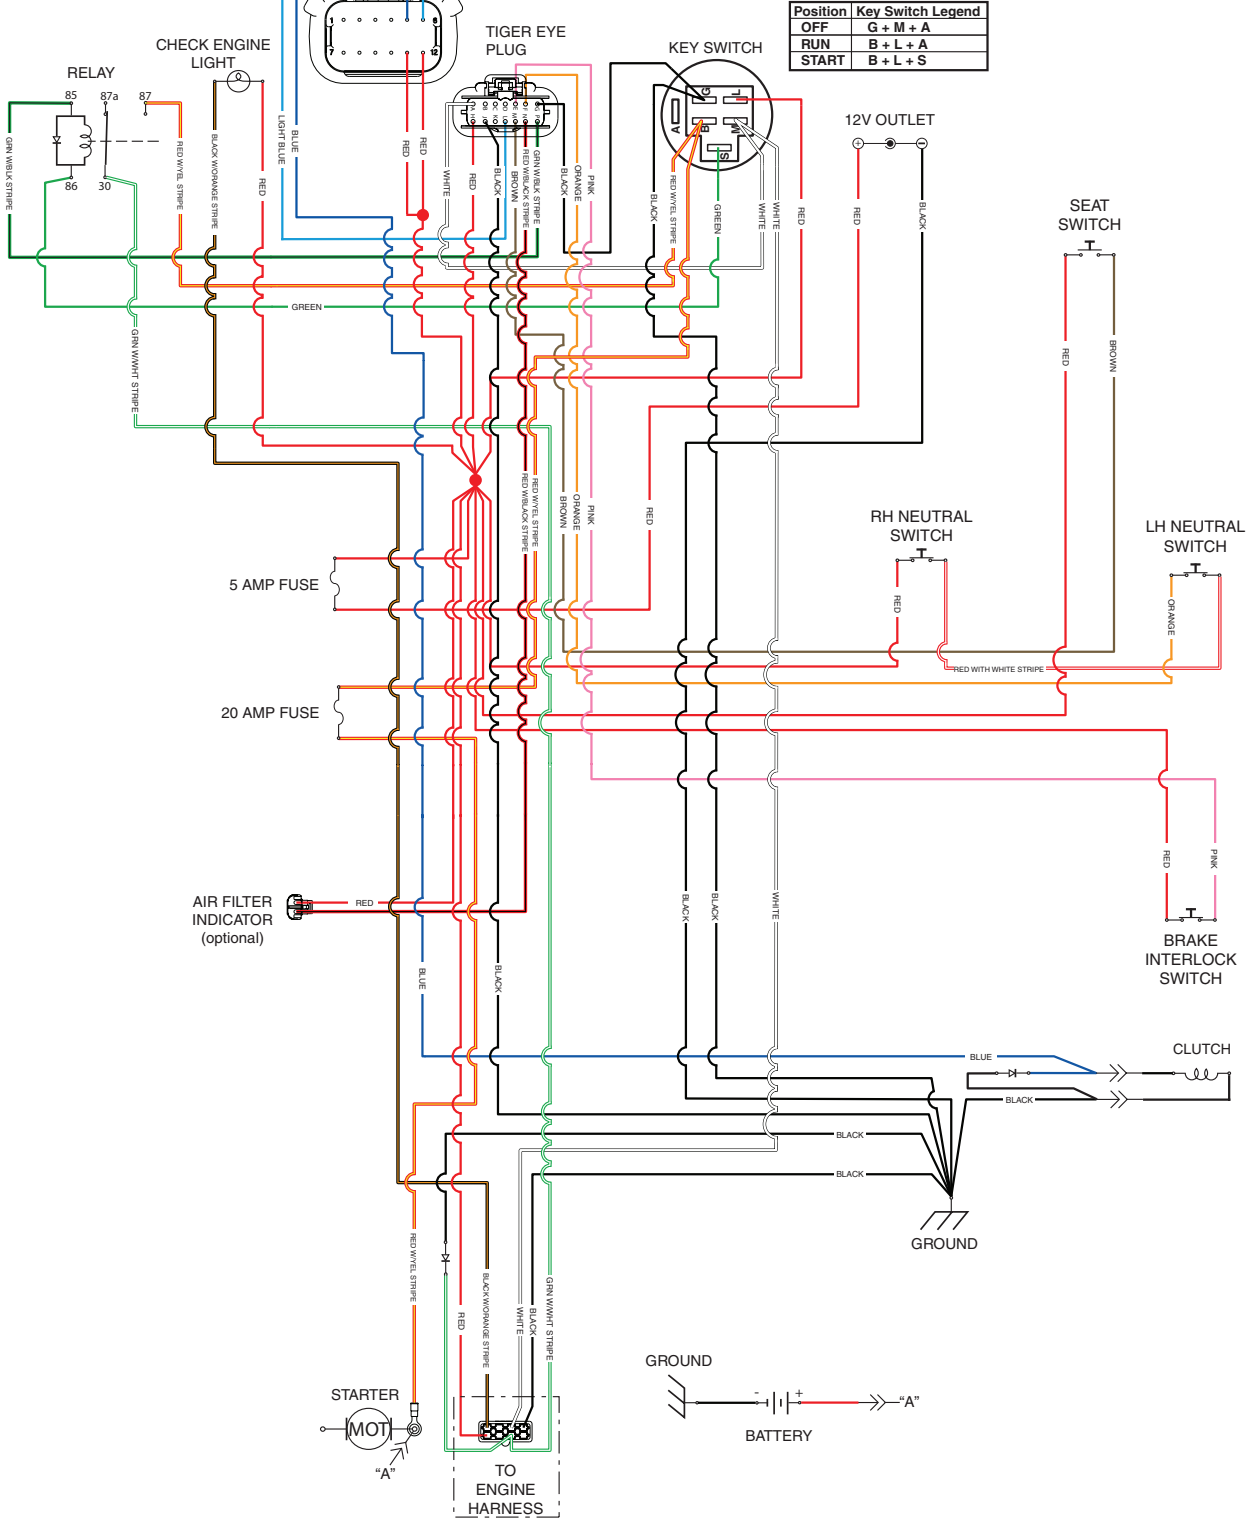 Position Key Switch Legend
OFF G + M + A
RUN B + L + A
START B + L + S
1 6
7 12
TIGER EYE
PLUG
KEY SWITCH
CHECK ENGINE
LIGHT
RELAY
85 87a 87
86 30
12V OUTLET
G L
A B M
S
A B C D E F G
H J K L M N P
SEAT
SWITCH
GRN W/BLK STRIPE
RED W/YEL STRIPE
BLACK W/ORANGE STRIPE
RED
LIGHT BLUE
BLUE
RED
RED
WHITE
RED
BLACK
BROWN
RED W/BLACK STRIPE
GRN W/BLK STRIPE
BLACK
ORANGE
PINK
BLACK
RED W/YEL STRIPE
GREEN
WHITE
WHITE
RED
RED
BLACK
GREEN
GRN W/WHT STRIPE
RED
BROWN
RED W/BLACK STRIPE
RED W/YEL STRIPE
BROWN
ORANGE
PINK
RED
RH NEUTRAL
SWITCH
LH NEUTRAL
SWITCH
5 AMP FUSE
RED
ORANGE
RED WITH WHITE STRIPE
20 AMP FUSE
RED
PINK
AIR FILTER
INDICATOR
(optional)
RED
BLACK
BLACK
WHITE
BRAKE
INTERLOCK
SWITCH
BLUE
BLACK
BLUE
CLUTCH
BLACK
BLACK
BLACK
GROUND
RED W/YEL STRIPE
RED
BLACK W/ORANGE STRIPE
WHITE
BLACK
GRN W/WHT STRIPE
GROUND
- +
"A"
BATTERY
STARTER
MOT
"A"
TO
ENGINE
HARNESS